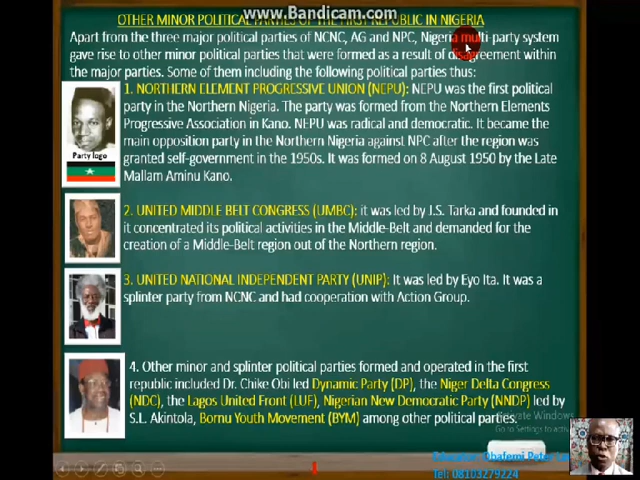 www.Bandicam.com
OTHER MINOR POLITICAL PARTIES OF THE FIRST REPUBLIC IN NIGERIA
Apart from the three major political parties of NCNC, AG and NPC, Nigeria multi-party system
gave rise to other minor political parties that were formed as a result of disagreement within
the major parties. Some of them including the following political parties thus:
1. NORTHERN ELEMENT PROGRESSIVE UNION (NEPU): NEPU was the first political
party in the Northern Nigeria. The party was formed from the Northern Elements
Progressive Association in Kano. NEPU was radical and democratic. It became the
main opposition party in the Northern Nigeria against NPC after the region was
granted self-government in the 1950s. It was formed on 8 August 1950 by the Late
Mallam Aminu Kano.
Party logo
2. UNITED MIDDLE BELT CONGRESS (UMBC): it was led by J.S. Tarka and founded in
it concentrated its political activities in the Middle-Belt and demanded for the
creation of a Middle-Belt region out of the Northern region.
3. UNITED NATIONAL INDEPENDENT PARTY (UNIP): It was led by Eyo Ita. It was a
splinter party from NCNC and had cooperation with Action Group.
4. Other minor and splinter political parties formed and operated in the first
republic included Dr. Chike Obi led Dynamic Party (DP), the Niger Delta Congress
(NDC), the Lagos United Front (LUF), Nigerian New Democratic Party (NNDP) led by
S.L. Akintola, Bornu Youth Movement (BYM) among other political parties.
Activate Windows
Go to Settings to
Obafemi Peter
Tel: 08103279224